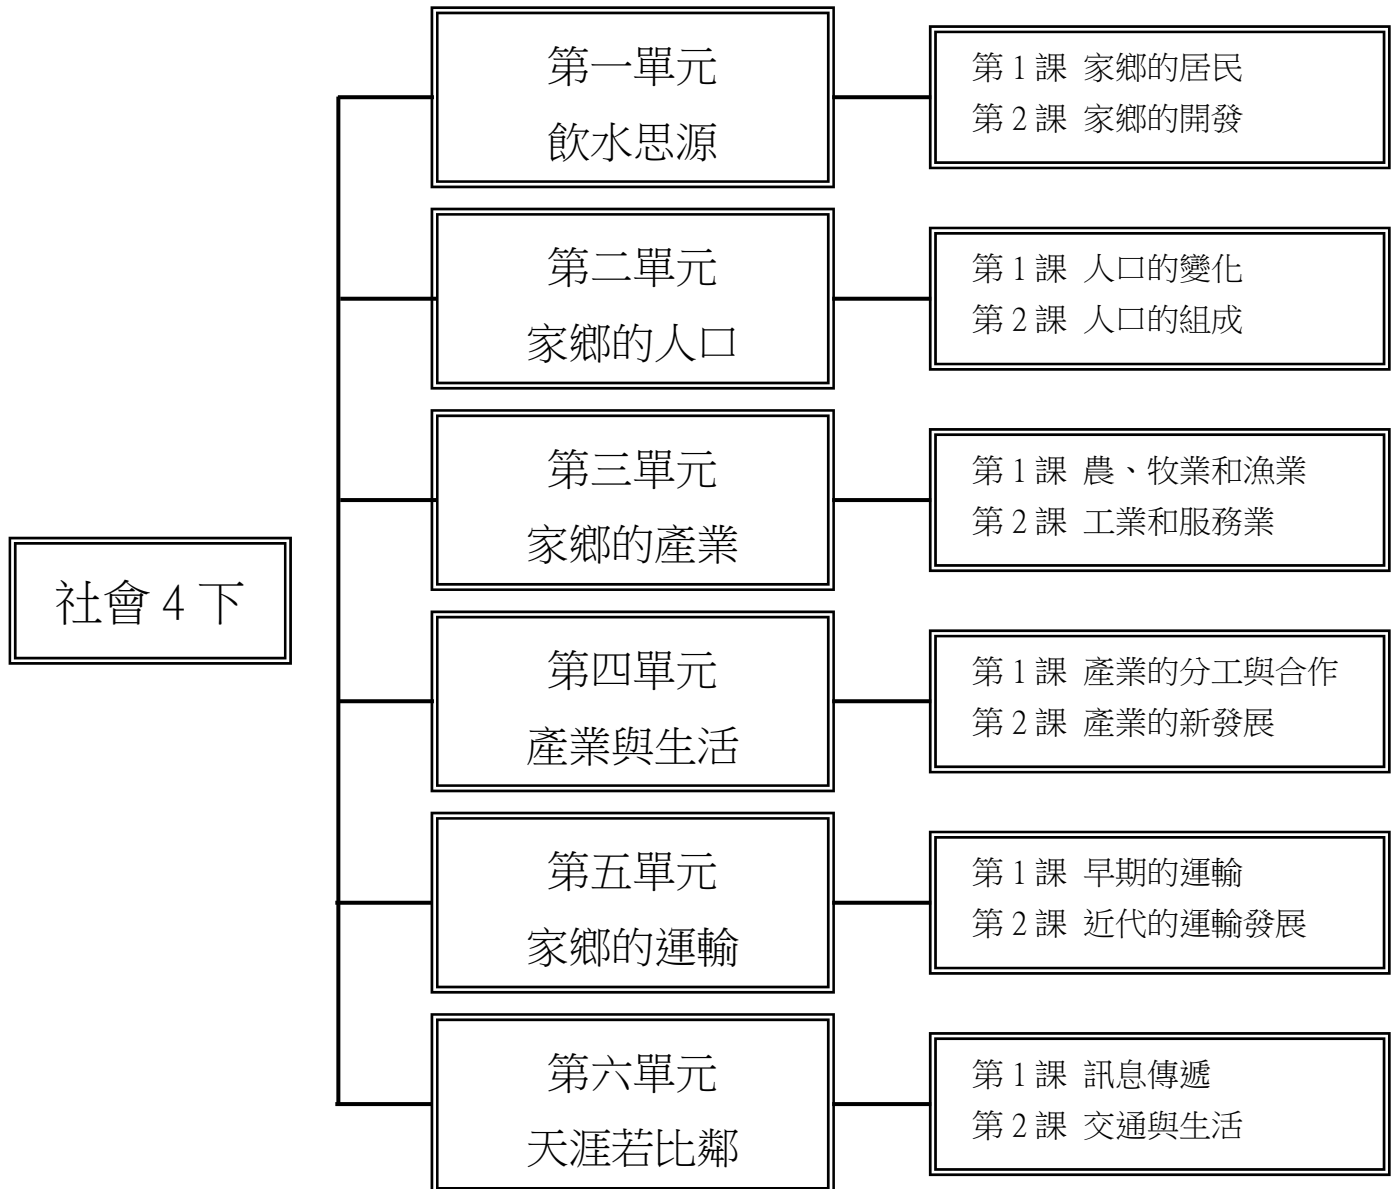 社會 4 下
第一單元
飲水思源
第 1 課 家鄉的居民
第 2 課 家鄉的開發
第二單元
家鄉的人口
第 1 課 人口的變化
第 2 課 人口的組成
第三單元
家鄉的產業
第 1 課 農、牧業和漁業
第 2 課 工業和服務業
第四單元
產業與生活
第 1 課 產業的分工與合作
第 2 課 產業的新發展
第五單元
家鄉的運輸
第 1 課 早期的運輸
第 2 課 近代的運輸發展
第六單元
天涯若比鄰
第 1 課 訊息傳遞
第 2 課 交通與生活